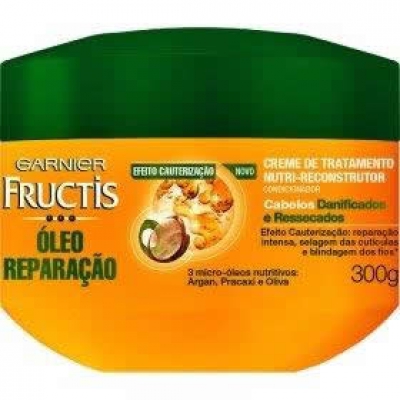 GARNIER
FRUCTIS
ÓLEO
REPARAÇÃO
EFEITO CAUTERIZAÇÃO
NOVO
3 micro-óleos nutritivos:
Argan, Pracaxi e Oliva
CREME DE TRATAMENTO
NUTRI-RECONSTRUTOR
CONDICIONADOR
Cabelos Danificados
e Ressecados
Efeito Cauterização: reparação
intensa, selagem das cutículas
e blindagem dos fios*
300g